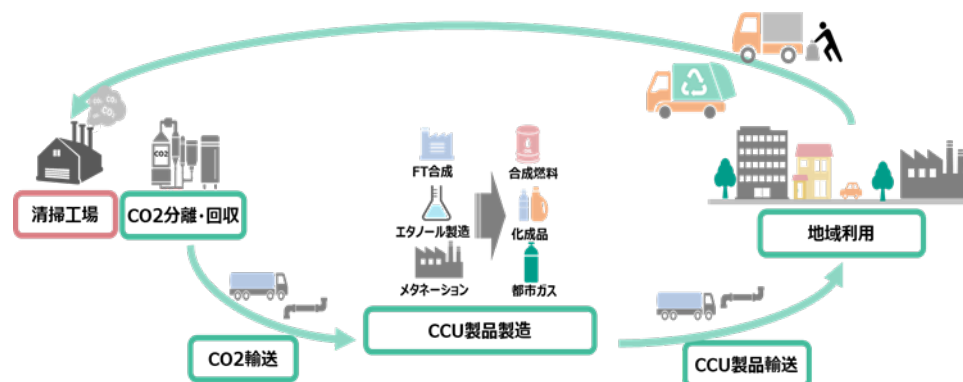 清掃工場
CO2
CO2分離・回収
FT合成
合成燃料
エタノール製造
化成品
メタネーション
都市ガス
CCU製品製造
地域利用
CO2輸送
CCU製品輸送